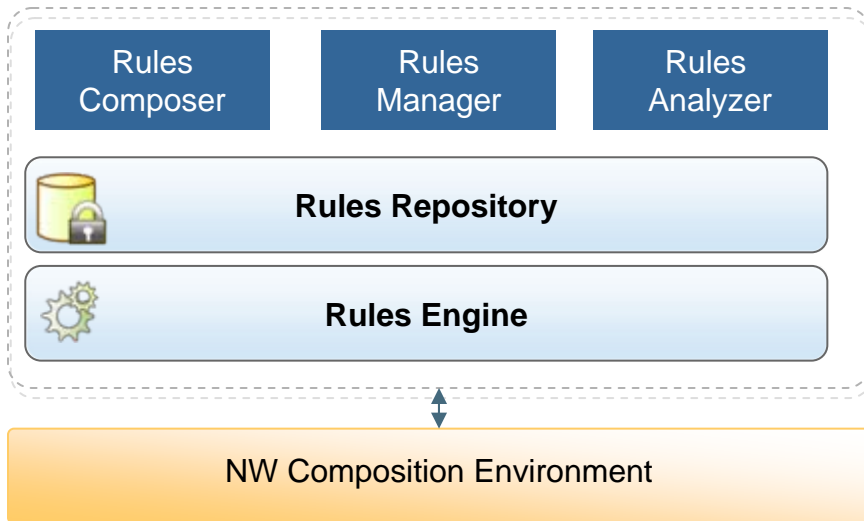 Rules
Composer
Rules
Manager
Rules
Analyzer
Rules Repository
Rules Engine
NW Composition Environment